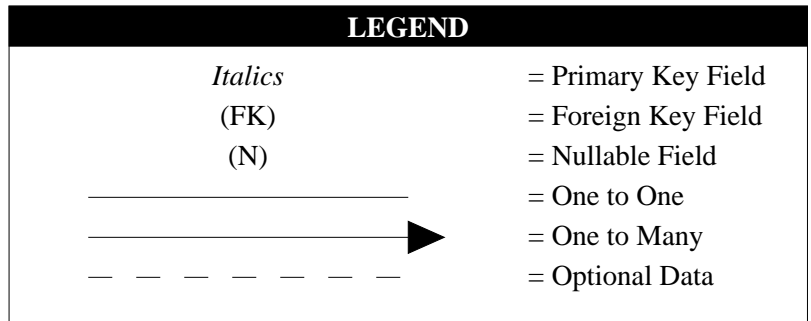 LEGEND
Italics = Primary Key Field
(FK) = Foreign Key Field
(N) = Nullable Field
= One to One
= One to Many
= Optional Data